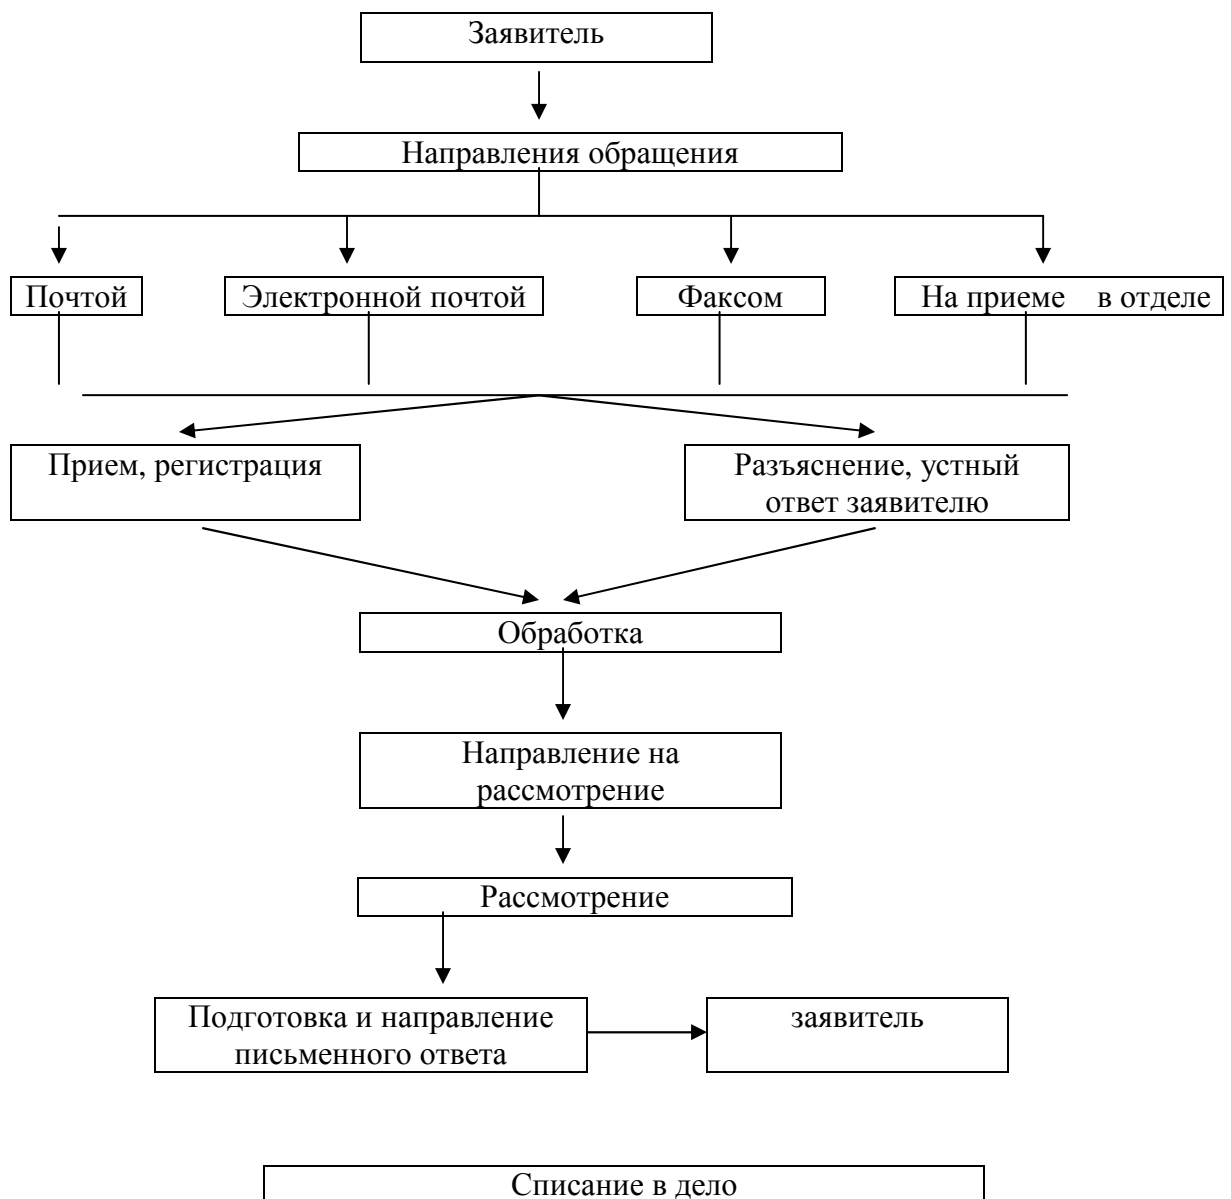 Заявитель
Направления обращения
Почтой
Электронной почтой
Факсом
На приеме в отделе
Прием, регистрация
Разъяснение, устный
ответ заявителю
Обработка
Направление на
рассмотрение
Рассмотрение
Подготовка и направление
письменного ответа
заявитель
Списание в дело